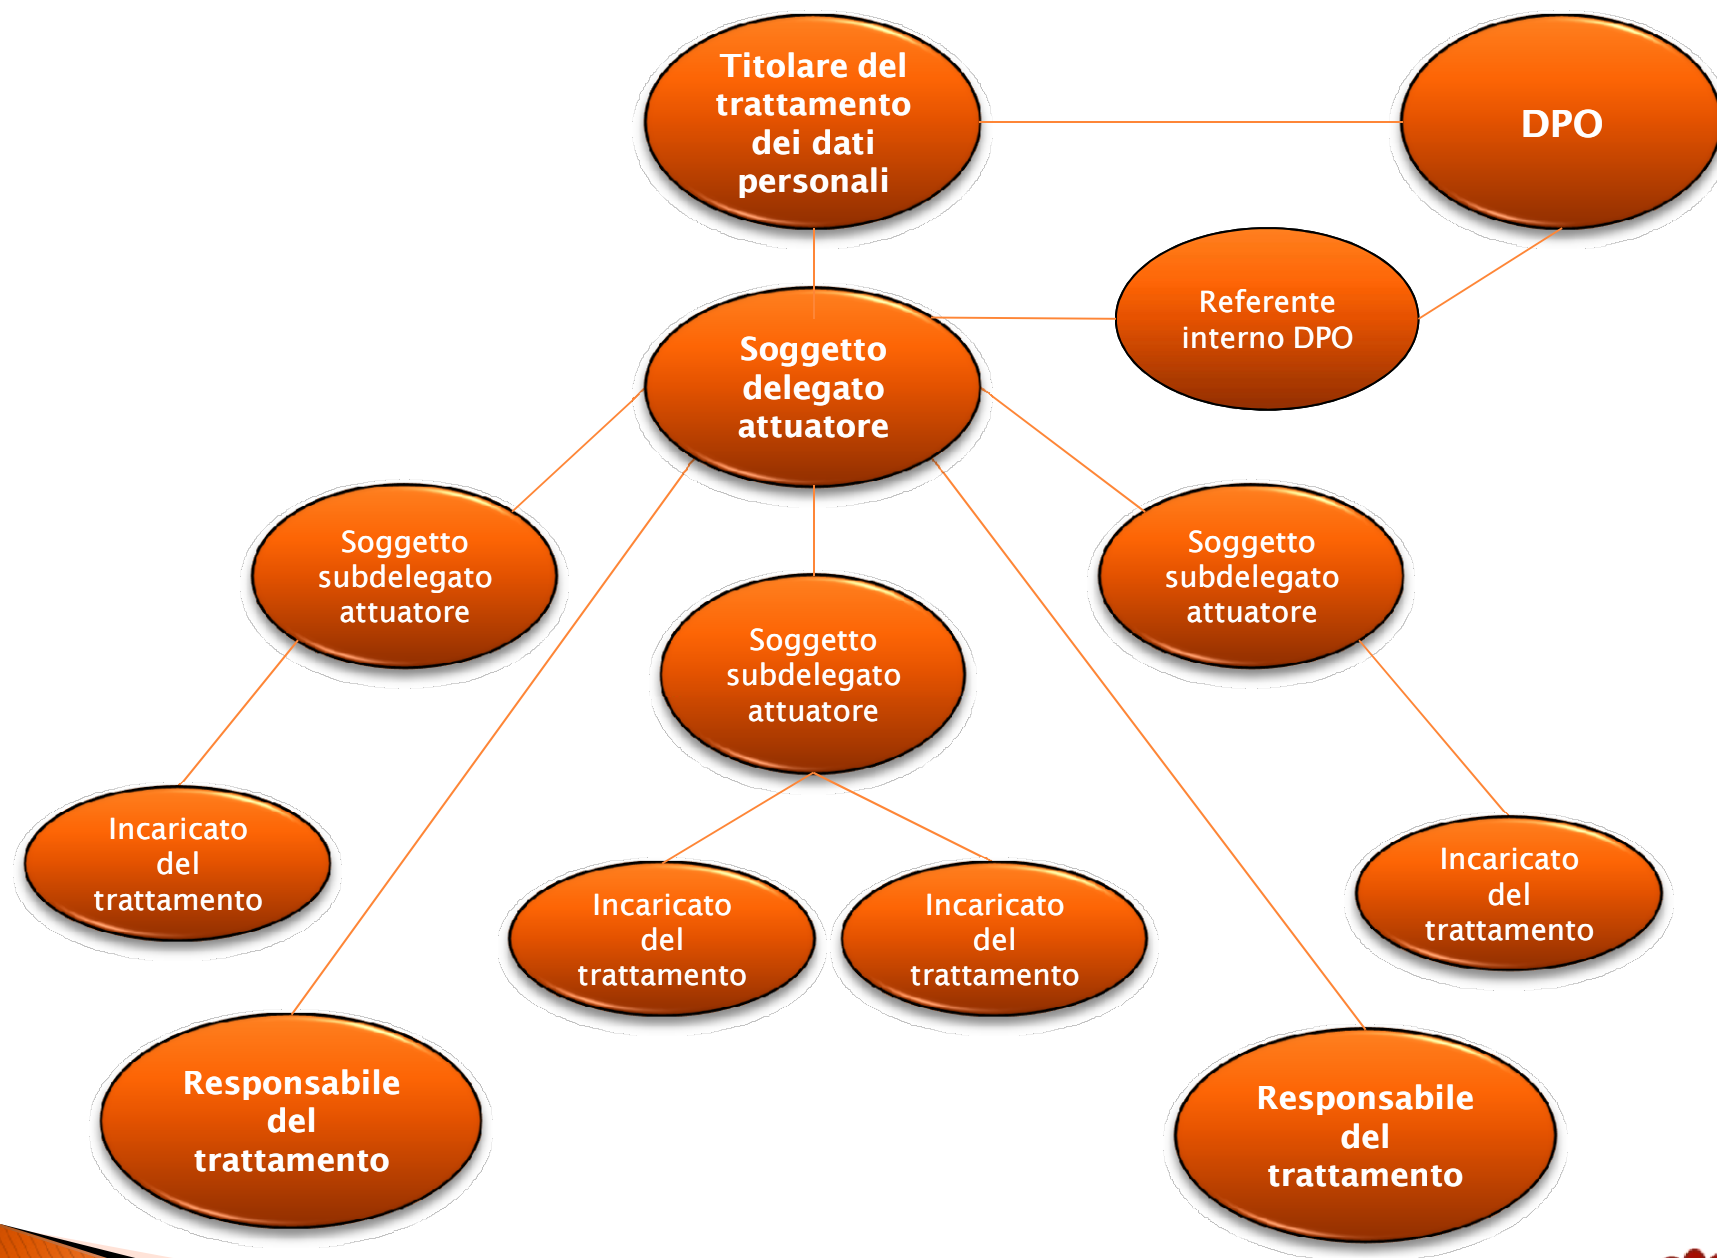 Titolare del
trattamento
dei dati
personali
DPO
Referente
interno DPO
Soggetto
delegato
attuatore
Soggetto
subdelegato
attuatore
Soggetto
subdelegato
attuatore
Soggetto
subdelegato
attuatore
Incaricato
del
trattamento
Incaricato
del
trattamento
Incaricato
del
trattamento
Incaricato
del
trattamento
Responsabile
del
trattamento
Responsabile
del
trattamento